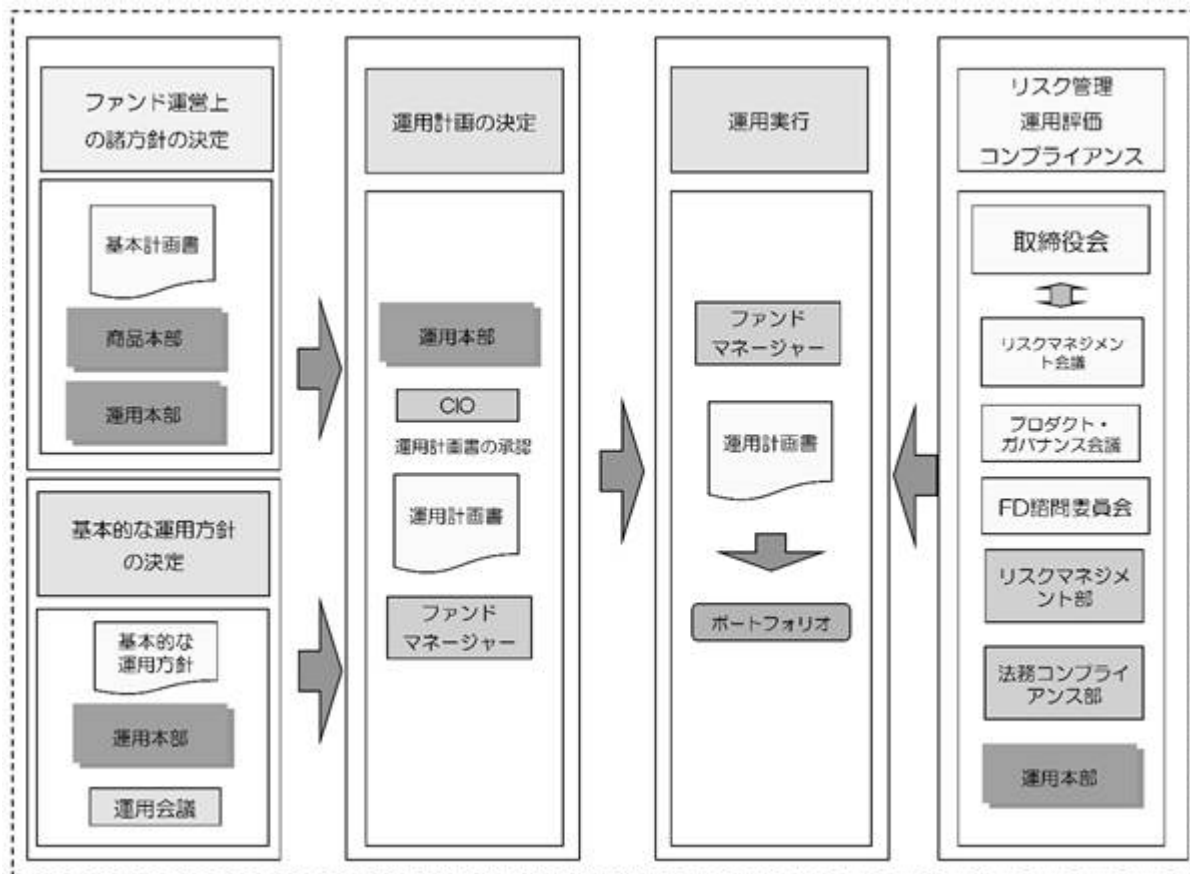 ファンド運営上
の諸方針の決定
基本計画書
商品本部
運用本部
基本的な運用方針
の決定
基本的な
運用方針
運用本部
運用会議
運用計画の決定
運用本部
CIO
運用計画書の承認
運用計画書
ファンド
マネージャー
運用実行
ファンド
マネージャー
運用計画書
ポートフォリオ
リスク管理
運用評価
コンプライアンス
取締役会
リスクマネジメン
ト会議
プロダクト・
ガバナンス会議
FD諮問委員会
リスクマネジメ
ント部
法務コンプライ
アンス部
運用本部